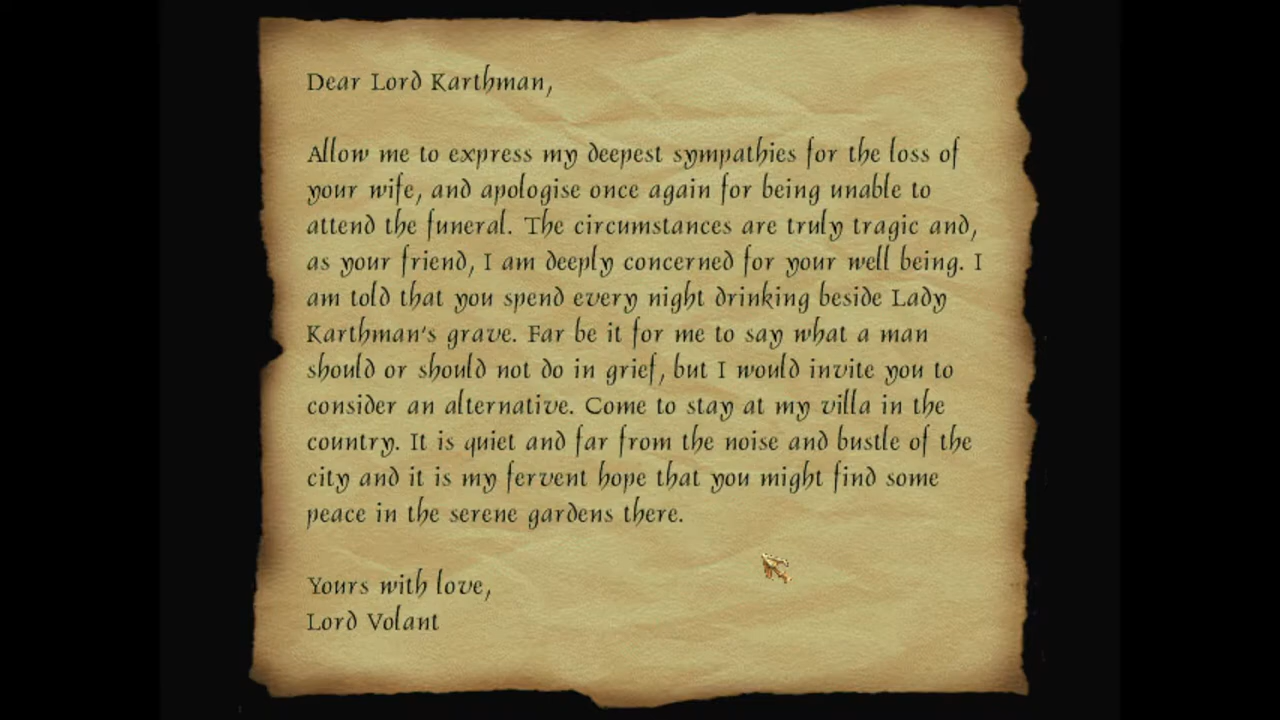 Dear Lord Karthman,
Allow me to express my deepest sympathies for the loss of
your wife, and apologise once again for being unable to
attend the funeral. The circumstances are truly tragic and,
as your friend, I am deeply concerned for your well being. I
am told that you spend every night drinking beside Lady
Karthman's grave. Far be it for me to say what a man
should or should not do in grief, but I would invite you to
consider an alternative. Come to stay at my villa in the
country. It is quiet and far from the noise and bustle of the
city and it is my fervent hope that you might find some
peace in the serene gardens there.
Yours with love,
Lord Volant